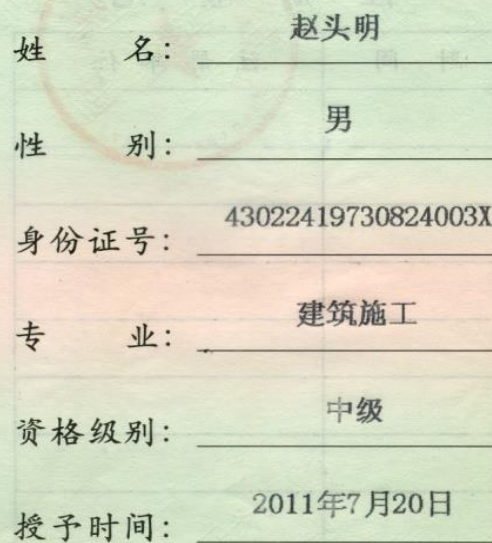 姓 名: 赵头明
性 别: 男
身份证号: 43022419730824003X
专 业: 建筑施工
资格级别: 中级
授予时间: 2011年7月20日